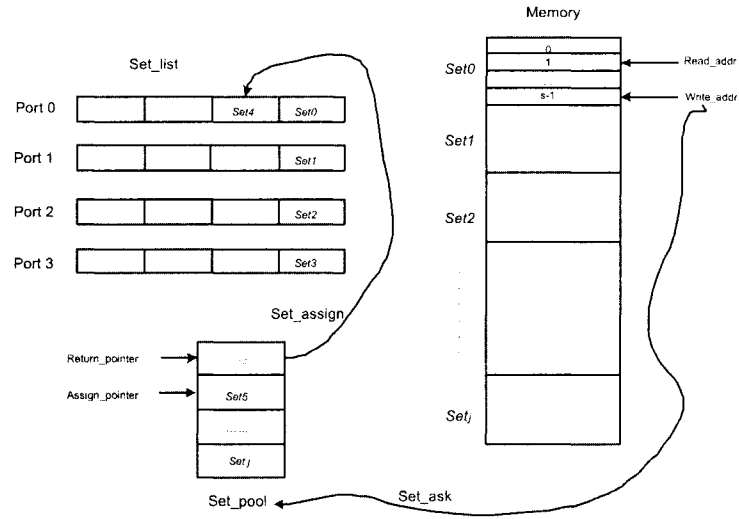 Memory
Set_list
Set0
0
1
Read_addr
s-1
Write_addr
Port 0
Set4
Set0
Port 1
Set1
Set1
Port 2
Set2
Set2
Port 3
Set3
Set_assign
Return_pointer
Assign_pointer
Set5
......
Setj
Setj
Set_pool
Set_ask